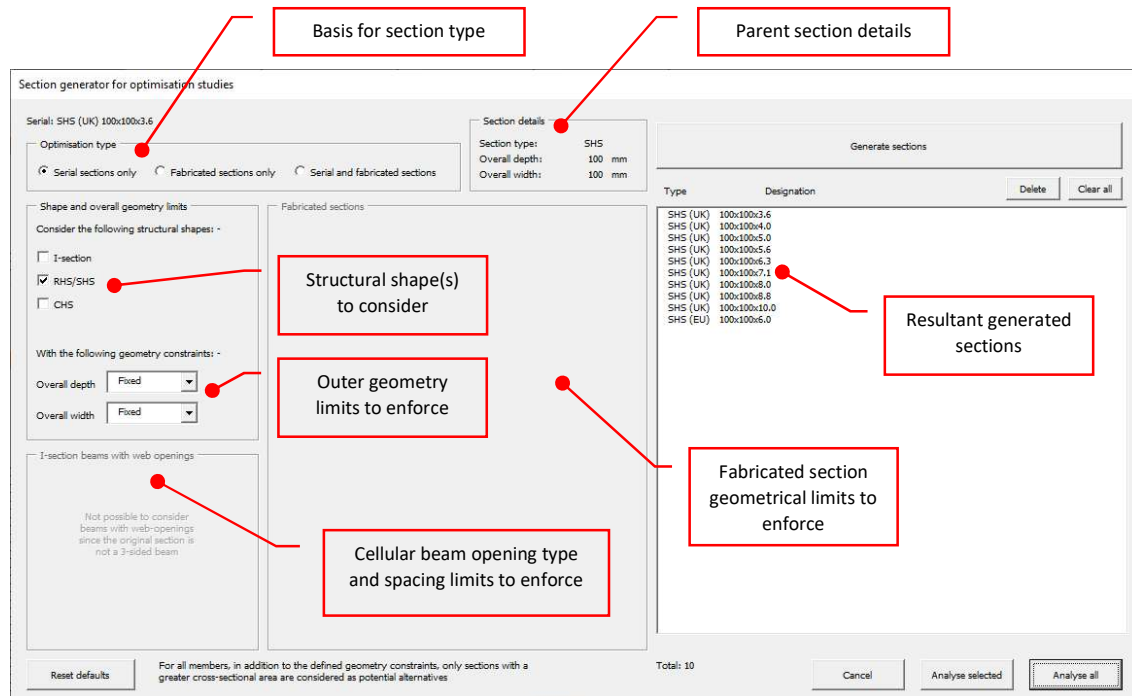 Basis for section type
Parent section details
Section generator for optimisation studies
Serial: SHS (UK) 100x100x3.6
Optimisation type
Serial sections only
Fabricated sections only
Serial and fabricated sections
Section details
Section type: SHS
Overall depth: 100 mm
Overall width: 100 mm
Generate sections
Type Designation
Delete
Clear all
Shape and overall geometry limits
Consider the following structural shapes: -
I-section
RHS/SHS
CHS
With the following geometry constraints: -
Overall depth Fixed
Overall width Fixed
Fabricated sections
Structural shape(s)
to consider
Outer geometry
limits to enforce
SHS (UK) 100x100x3.6
SHS (UK) 100x100x4.0
SHS (UK) 100x100x5.0
SHS (UK) 100x100x5.6
SHS (UK) 100x100x6.3
SHS (UK) 100x100x7.1
SHS (UK) 100x100x8.0
SHS (UK) 100x100x8.8
SHS (UK) 100x100x10.0
SHS (EU) 100x100x6.0
Resultant generated
sections
I-section beams with web openings
Not possible to consider
beams with web-openings
since the original section is
not a 3-sided beam
Fabricated section
geometrical limits to
enforce
Cellular beam opening type
and spacing limits to enforce
Reset defaults
For all members, in addition to the defined geometry constraints, only sections with a
greater cross-sectional area are considered as potential alternatives
Total: 10
Cancel
Analyse selected
Analyse all